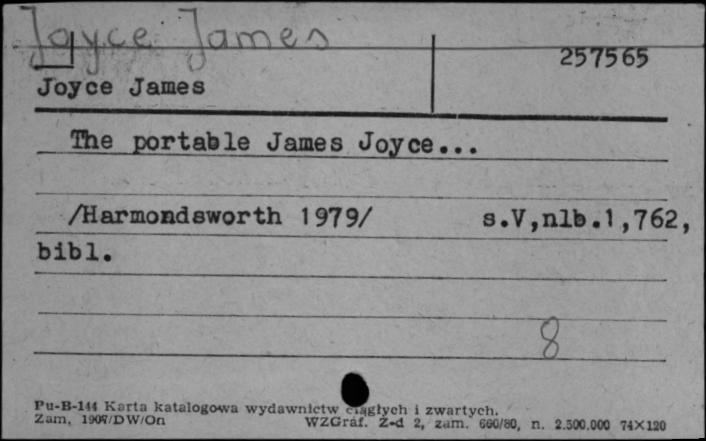 Joyce James
257565
Joyce James
The portable James Joyce...
/Harmondsworth 1979/ s.V,nlb.1,762,
bibl.
8
Pu-B-144 Karta katalogowa wydawnictw ciągłych i zwartych.
Zam, 1907/DW/On WZGraf. Z-d 2, zam. 660/80, n. 2.500.000 74X120